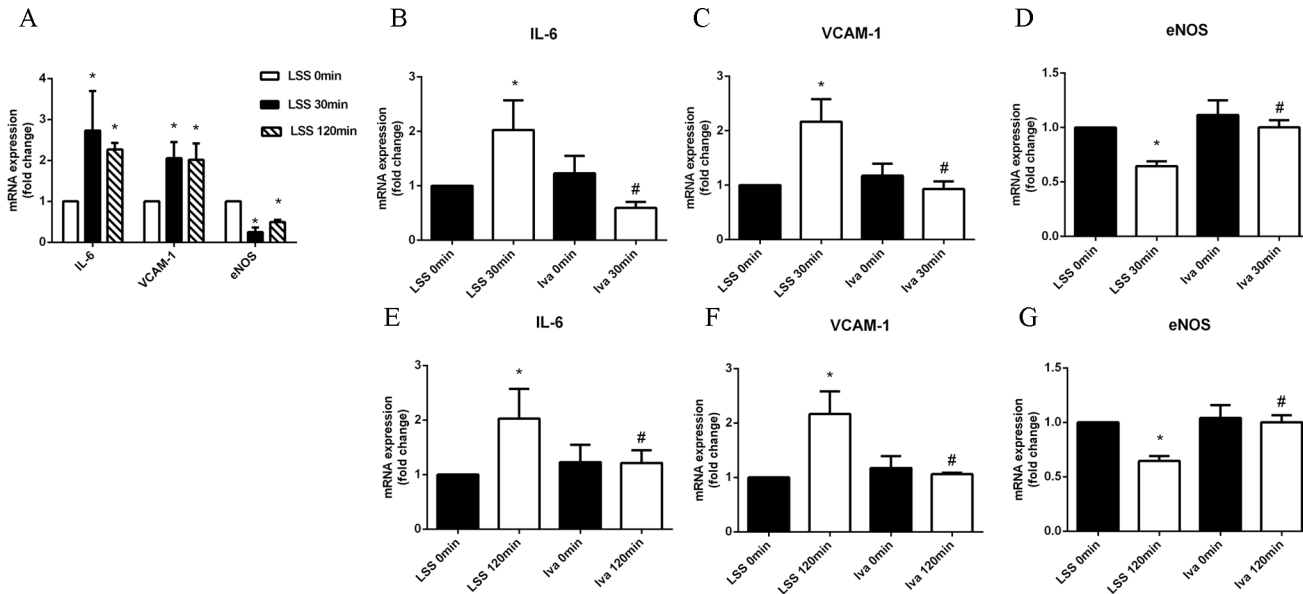 A
mRNA expression
(fold change)
4
3
2
1
0
*
*
*
*
*
*
IL-6
VCAM-1
eNOS
LSS 0min
LSS 30min
LSS 120min
B
IL-6
mRNA expression
(fold change)
3
2
1
0
*
#
LSS 0min
LSS 30min
Iva 0min
Iva 30min
C
VCAM-1
mRNA expression
(fold change)
3
2
1
0
*
#
LSS 0min
LSS 30min
Iva 0min
Iva 30min
D
eNOS
mRNA expression
(fold change)
1.5
1.0
0.5
0.0
*
#
LSS 0min
LSS 30min
Iva 0min
Iva 30min
E
IL-6
mRNA expression
(fold change)
3
2
1
0
*
#
LSS 0min
LSS 120min
Iva 0min
Iva 120min
F
VCAM-1
mRNA expression
(fold change)
3
2
1
0
*
#
LSS 0min
LSS 120min
Iva 0min
Iva 120min
G
eNOS
mRNA expression
(fold change)
1.5
1.0
0.5
0.0
*
#
LSS 0min
LSS 120min
Iva 0min
Iva 120min